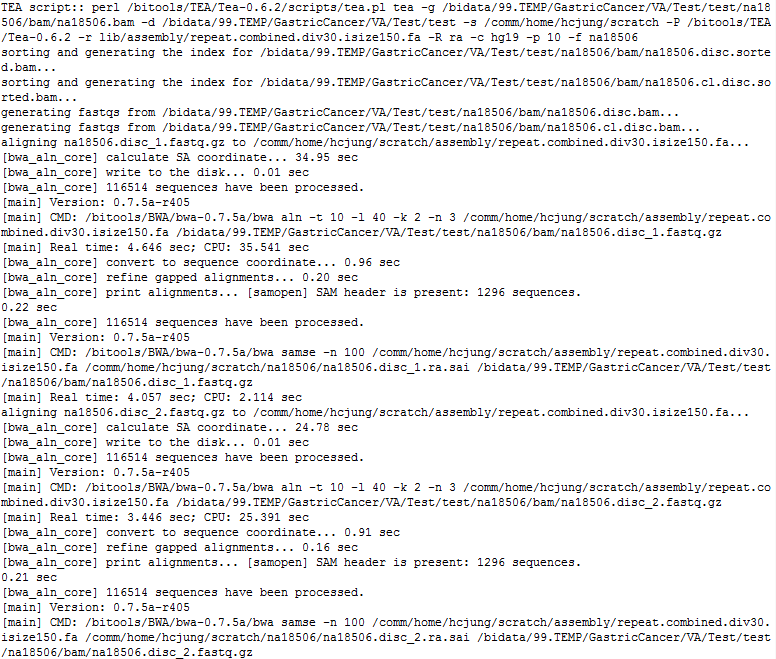 TEA script:: perl /bitools/TEA/Tea-0.6.2/scripts/tea.pl tea -g /bidata/99.TEMP/GastricCancer/VA/Test/test/na18
506/bam/na18506.bam -d /bidata/99.TEMP/GastricCancer/VA/Test/test -s /comm/home/hcjung/scratch -P /bitools/TEA
/Tea-0.6.2 -r lib/assembly/repeat.combined.div30.isize150.fa -R ra -c hg19 -p 10 -f na18506
sorting and generating the index for /bidata/99.TEMP/GastricCancer/VA/Test/test/na18506/bam/na18506.disc.sorte
d.bam...
sorting and generating the index for /bidata/99.TEMP/GastricCancer/VA/Test/test/na18506/bam/na18506.cl.disc.so
rted.bam...
generating fastqs from /bidata/99.TEMP/GastricCancer/VA/Test/test/na18506/bam/na18506.disc.bam...
generating fastqs from /bidata/99.TEMP/GastricCancer/VA/Test/test/na18506/bam/na18506.cl.disc.bam...
aligning na18506.disc_1.fastq.gz to /comm/home/hcjung/scratch/assembly/repeat.combined.div30.isize150.fa...
[bwa_aln_core] calculate SA coordinate... 34.95 sec
[bwa_aln_core] write to the disk... 0.01 sec
[bwa_aln_core] 116514 sequences have been processed.
[main] Version: 0.7.5a-r405
[main] CMD: /bitools/BWA/bwa-0.7.5a/bwa aln -t 10 -l 40 -k 2 -n 3 /comm/home/hcjung/scratch/assembly/repeat.co
mbined.div30.isize150.fa /bidata/99.TEMP/GastricCancer/VA/Test/test/na18506/bam/na18506.disc_1.fastq.gz
[main] Real time: 4.646 sec; CPU: 35.541 sec
[bwa_aln_core] convert to sequence coordinate... 0.96 sec
[bwa_aln_core] refine gapped alignments... 0.20 sec
[bwa_aln_core] print alignments... [samopen] SAM header is present: 1296 sequences.
0.22 sec
[bwa_aln_core] 116514 sequences have been processed.
[main] Version: 0.7.5a-r405
[main] CMD: /bitools/BWA/bwa-0.7.5a/bwa samse -n 100 /comm/home/hcjung/scratch/assembly/repeat.combined.div30.
isize150.fa /comm/home/hcjung/scratch/na18506/na18506.disc_1.ra.sai /bidata/99.TEMP/GastricCancer/VA/Test/test
/na18506/bam/na18506.disc_1.fastq.gz
[main] Real time: 4.057 sec; CPU: 2.114 sec
aligning na18506.disc_2.fastq.gz to /comm/home/hcjung/scratch/assembly/repeat.combined.div30.isize150.fa...
[bwa_aln_core] calculate SA coordinate... 24.78 sec
[bwa_aln_core] write to the disk... 0.01 sec
[bwa_aln_core] 116514 sequences have been processed.
[main] Version: 0.7.5a-r405
[main] CMD: /bitools/BWA/bwa-0.7.5a/bwa aln -t 10 -l 40 -k 2 -n 3 /comm/home/hcjung/scratch/assembly/repeat.co
mbined.div30.isize150.fa /bidata/99.TEMP/GastricCancer/VA/Test/test/na18506/bam/na18506.disc_2.fastq.gz
[main] Real time: 3.446 sec; CPU: 25.391 sec
[bwa_aln_core] convert to sequence coordinate... 0.91 sec
[bwa_aln_core] refine gapped alignments... 0.16 sec
[bwa_aln_core] print alignments... [samopen] SAM header is present: 1296 sequences.
0.21 sec
[bwa_aln_core] 116514 sequences have been processed.
[main] Version: 0.7.5a-r405
[main] CMD: /bitools/BWA/bwa-0.7.5a/bwa samse -n 100 /comm/home/hcjung/scratch/assembly/repeat.combined.div30.
isize150.fa /comm/home/hcjung/scratch/na18506/na18506.disc_2.ra.sai /bidata/99.TEMP/GastricCancer/VA/Test/test
/na18506/bam/na18506.disc_2.fastq.gz